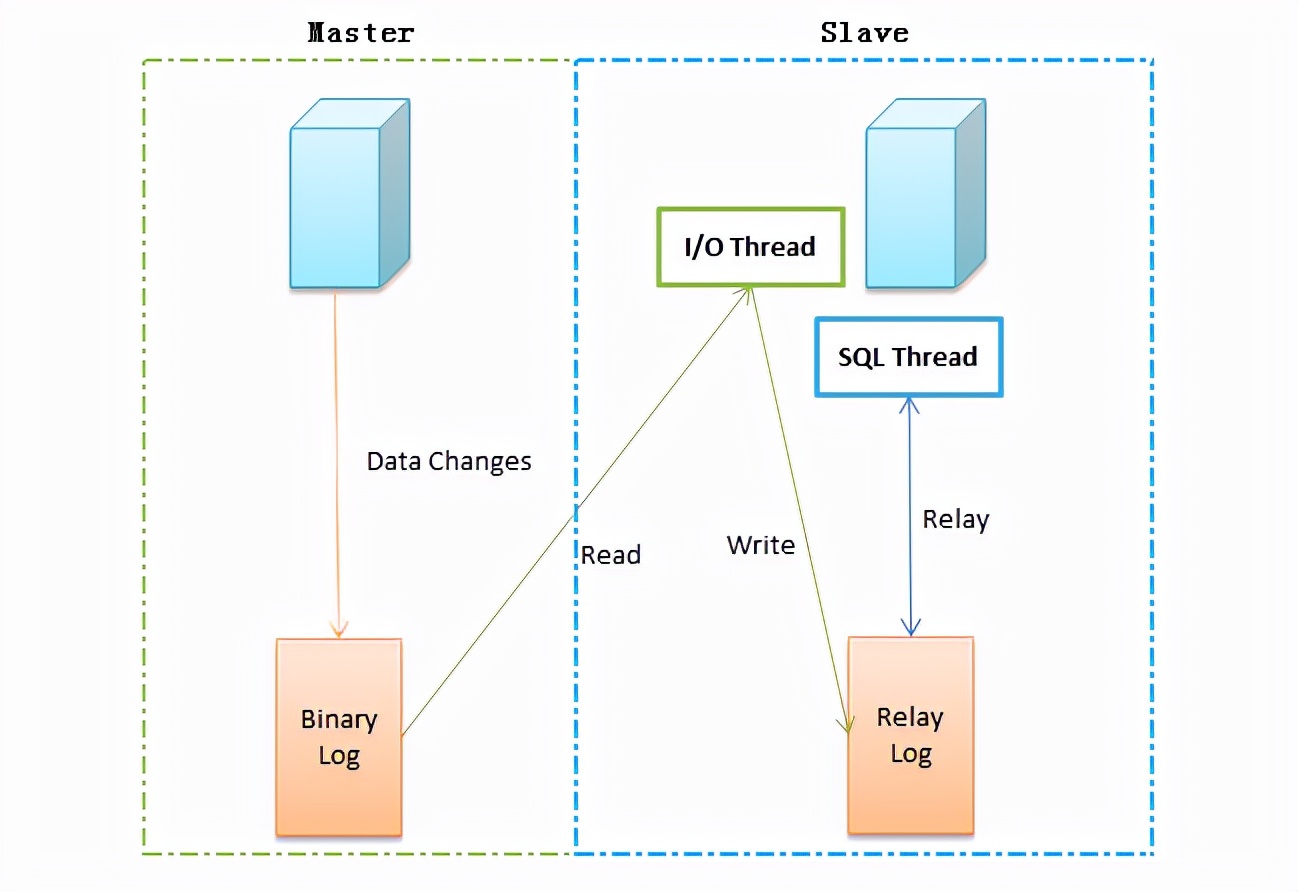 Master
Slave
I/O Thread
SQL Thread
Data Changes
Relay
Write
Read
Binary
Log
Relay
Log